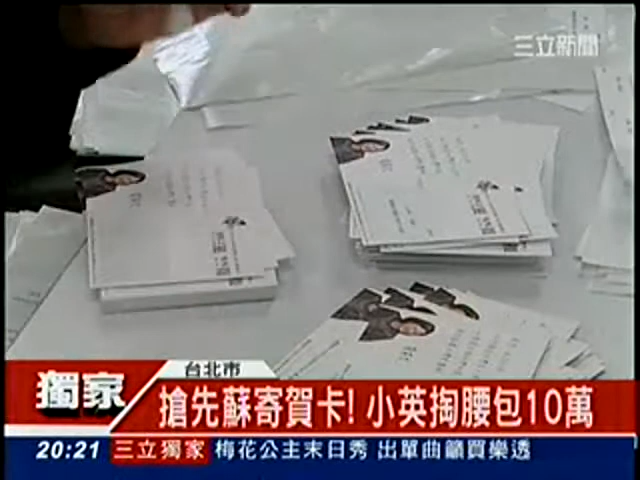 三立新聞
台北市
獨家
搶先蘇寄賀卡! 小英掏腰包10萬
20:21 三立獨家 梅花公主末日秀 出單曲籲買樂透